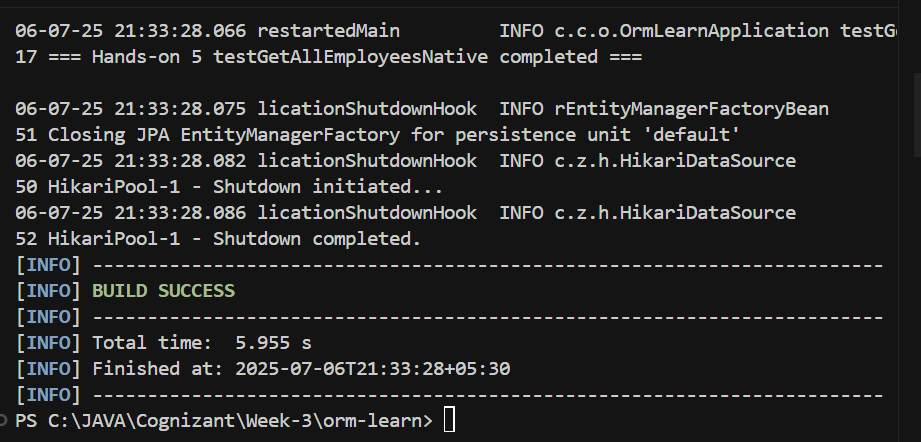 06-07-25 21:33:28.066 restartedMain         INFO c.c.o.OrmLearnApplication testG
17 === Hands-on 5 testGetAllEmployeesNative completed ===
06-07-25 21:33:28.075 licationShutdownHook  INFO rEntityManagerFactoryBean
51 Closing JPA EntityManagerFactory for persistence unit 'default'
06-07-25 21:33:28.082 licationShutdownHook  INFO c.z.h.HikariDataSource
50 HikariPool-1 - Shutdown initiated...
06-07-25 21:33:28.086 licationShutdownHook  INFO c.z.h.HikariDataSource
52 HikariPool-1 - Shutdown completed.
[INFO] ------------------------------------------------------------------------
[INFO] BUILD SUCCESS
[INFO] ------------------------------------------------------------------------
[INFO] Total time:  5.955 s
[INFO] Finished at: 2025-07-06T21:33:28+05:30
[INFO] ------------------------------------------------------------------------
PS C:\JAVA\Cognizant\Week-3\orm-learn>